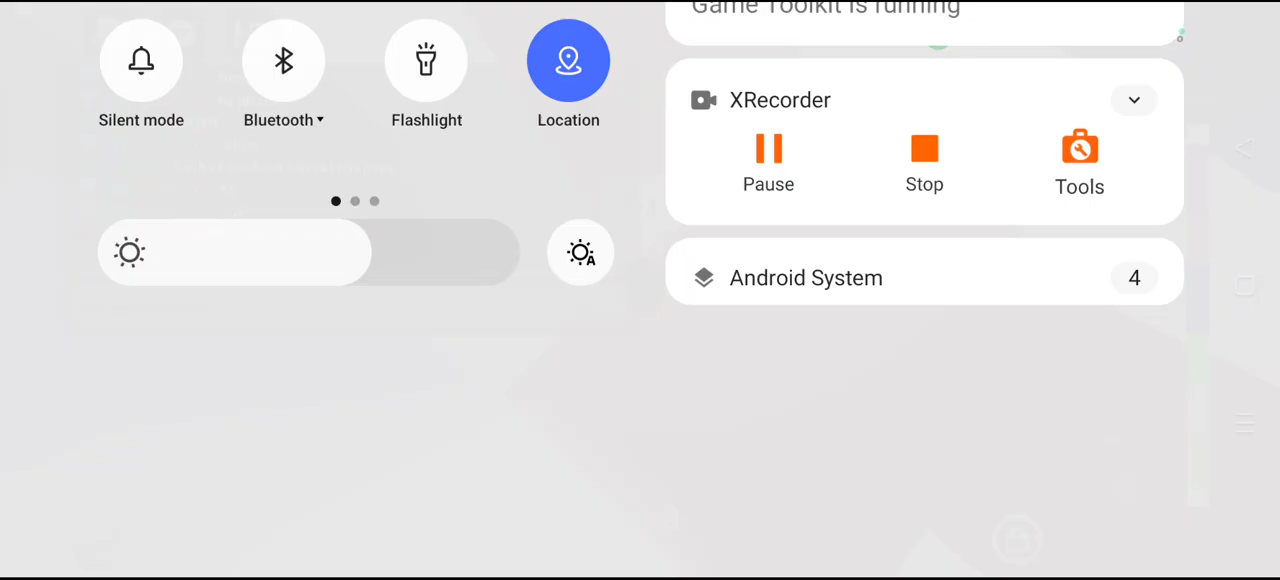 Game Toolkit is running
Silent mode
Bluetooth
Flashlight
Location
XRecorder
Pause
Stop
Tools
A
Android System
4